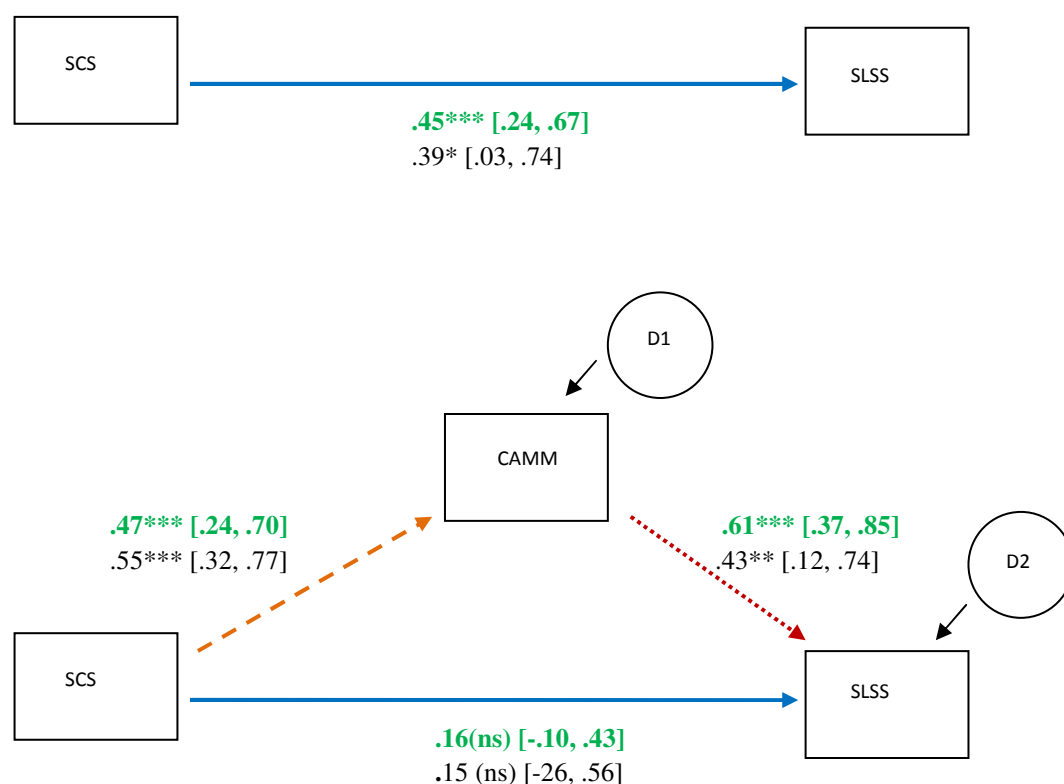 SCS
SLSS
.45*** [.24, .67]
.39* [.03, .74]
D1
CAMM
.47*** [.24, .70]
.55*** [.32, .77]
.61*** [.37, .85]
.43** [.12, .74]
D2
SCS
SLSS
.16(ns) [-.10, .43]
.15 (ns) [-26, .56]